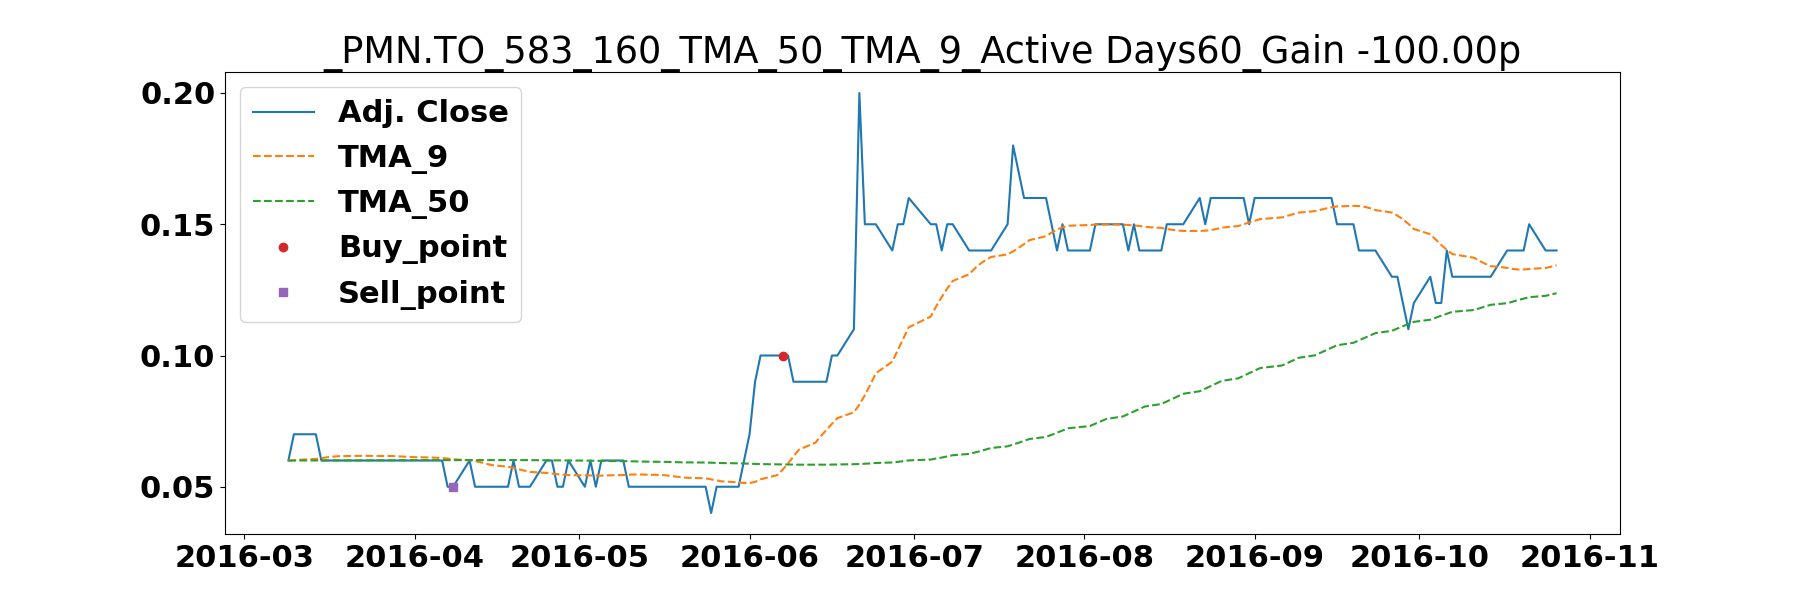 _PMN.TO_583_160_TMA_50_TMA_9_Active Days60_Gain -100.00p
0.20
0.15
0.10
0.05
Adj. Close
TMA_9
TMA_50
Buy_point
Sell_point
2016-03 2016-04 2016-05 2016-06 2016-07 2016-08 2016-09 2016-10 2016-11